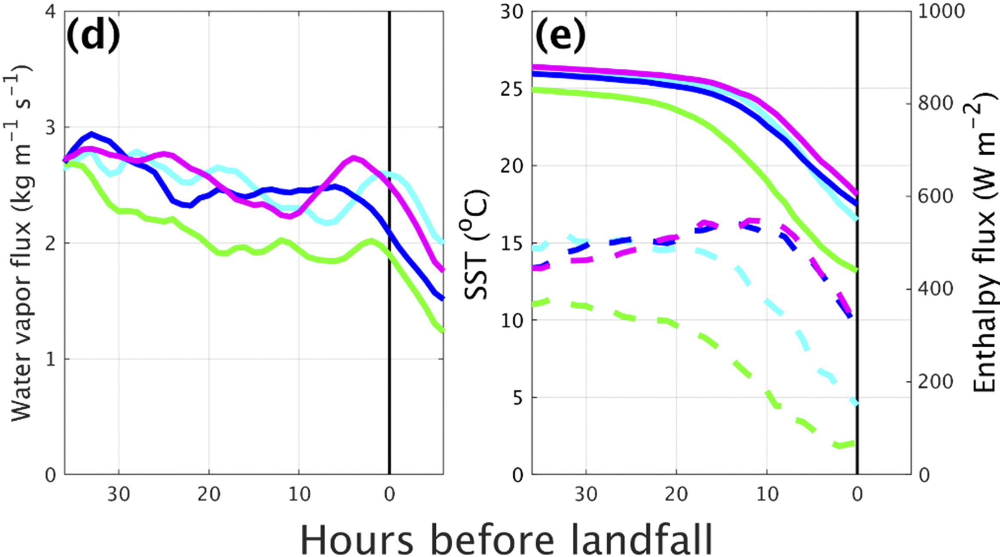 (d)
Water vapor flux (kg m⁻¹ s⁻¹)
4
3
2
1
0
30 20 10 0
(e)
SST (°C)
30
25
20
15
10
5
0
30 20 10 0
1000
800
600
400
200
0
Enthalpy flux (W m⁻²)
Hours before landfall